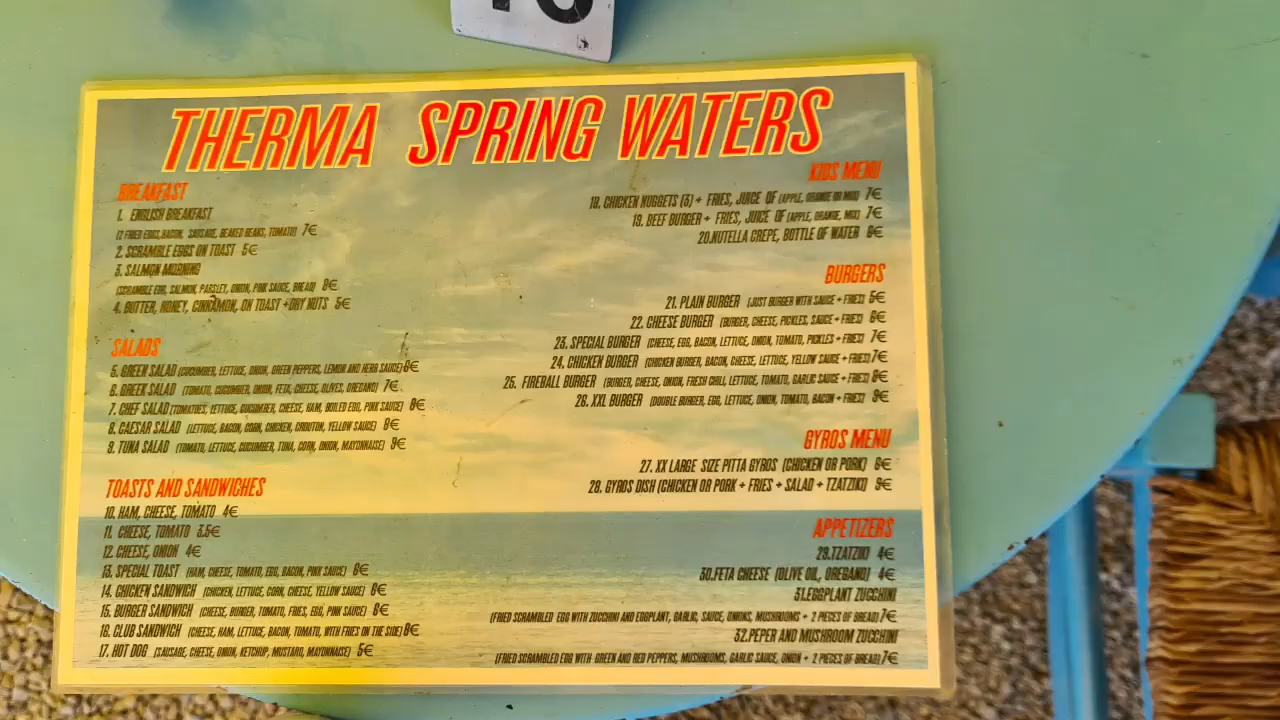 THERMA SPRING WATERS
BREAKFAST
1. ENGLISH BREAKFAST
(2 FRIED EGGS, BACON, SAUSAGE, BEAKED BEANS, TOMATO) 7€
2. SCRAMBLE EGGS ON TOAST 5€
3. SALMON MORNING
(SCRAMBLE EGG, SALMON, PARSLEY, ONION, PINK SAUCE, BREAD)
4. BUTTER, HONEY, CINNAMON, ON TOAST +DRY NUTS 5€
SALADS
5. GREEN SALAD (CUCUMBER, LETTUCE, ONION, GREEN PEPPERS, LEMON AND HERB SAUCE)
6. GREEK SALAD (TOMATO, CUCUMBER, ONION, FETA, CHEESE, OLIVES, OREGANO) 7€
7. CHEF SALAD (TOMATOES, LETTUCE, CUCUMBER, CHEESE, HAM, BOILED EGG, PINK SAUCE)
8. CAESAR SALAD (LETTUCE, BACON, CORN, CHICKEN, CROUTON, YELLOW SAUCE)
9. TUNA SALAD (TOMATO, LETTUCE, CUCUMBER, TUNA, CORN, ONION, MAYONNAISE)
TOASTS AND SANDWICHES
10. HAM, CHEESE, TOMATO 4€
11. CHEESE, TOMATO 3.5€
12. CHEESE, ONION 4€
13. SPECIAL TOAST (HAM, CHEESE, TOMATO, EGG, BACON, PINK SAUCE)
14. CHICKEN SANDWICH (CHICKEN, LETTUCE, CORN, CHEESE, YELLOW SAUCE)
15. BURGER SANDWICH (CHEESE, BURGER, TOMATO, FRIES, EGG, PINK SAUCE)
16. CLUB SANDWICH (CHEESE, HAM, LETTUCE, BACON, TOMATO, WITH FRIES ON THE SIDE)
17. HOT DOG (SAUSAGE, CHEESE, ONION, KETCHUP, MUSTARD, MAYONNAISE) 5€
KIDS MENU
18. CHICKEN NUGGETS (5) + FRIES, JUICE OF (APPLE, ORANGE OR MIX) 7€
19. BEEF BURGER + FRIES, JUICE OF (APPLE, ORANGE, MIX) 7€
20.NUTELLA CREPE, BOTTLE OF WATER
BURGERS
21. PLAIN BURGER (JUST BURGER WITH SAUCE + FRIES) 5€
22. CHEESE BURGER (BURGER, CHEESE, PICKLES, SAUCE + FRIES)
23. SPECIAL BURGER (CHEESE, EGG, BACON, LETTUCE, ONION, TOMATO, PICKLES + FRIES) 7€
24. CHICKEN BURGER (CHICKEN BURGER, BACON, CHEESE, LETTUCE, YELLOW SAUCE + FRIES) 7€
25. FIREBALL BURGER (BURGER, CHEESE, ONION, FRESH CHILI, LETTUCE, TOMATO, GARLIC SAUCE + FRIES)
26. XXL BURGER (DOUBLE BURGER, EGG, LETTUCE, ONION, TOMATO, BACON + FRIES)
GYROS MENU
27. XX LARGE SIZE PITTA GYROS (CHICKEN OR PORK)
28. GYROS DISH (CHICKEN OR PORK + FRIES + SALAD + TZATZIKI)
APPETIZERS
29.TZATZIKI 4€
30.FETA CHEESE (OLIVE OIL, OREGANO) 4€
31.EGGPLANT ZUCCHINI
(FRIED SCRAMBLED EGG WITH ZUCCHINI AND EGGPLANT, GARLIC, SAUCE, ONIONS, MUSHROOMS + 2 PIECES OF BREAD) 7€
32.PEPER AND MUSHROOM ZUCCHINI
(FRIED SCRAMBLED EGG WITH GREEN AND RED PEPPERS, MUSHROOMS, GARLIC SAUCE, ONION + 2 PIECES OF BREAD) 7€